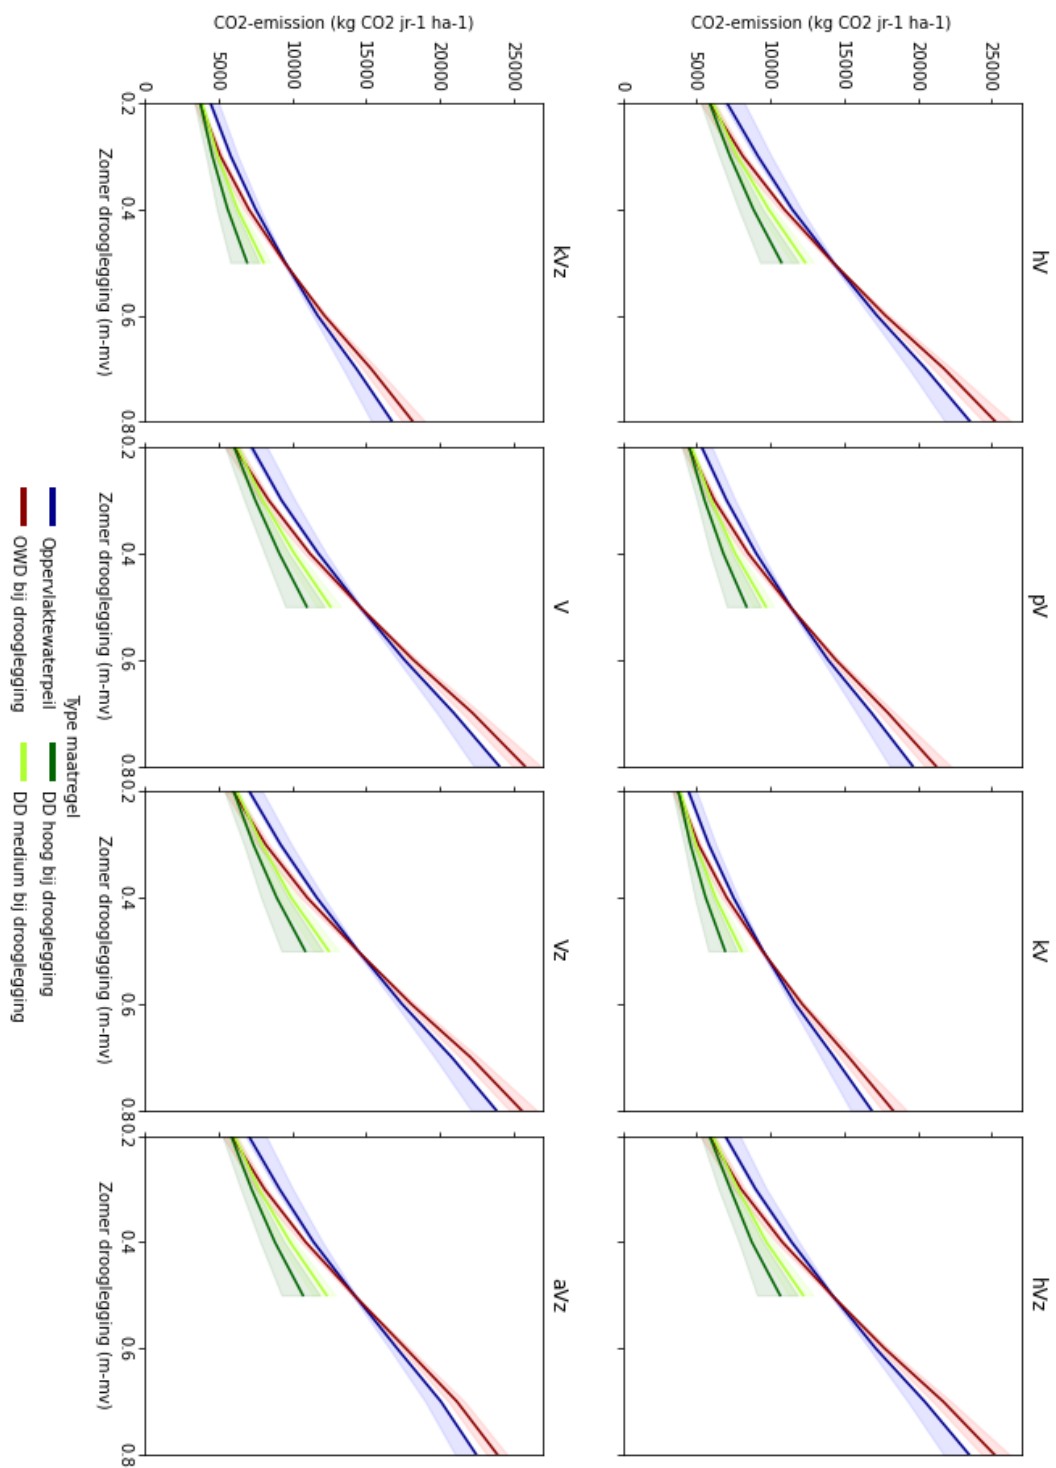 hV
pV
kV
hVz
CO2-emission (kg CO2 jr-1 ha-1)
25000
20000
15000
10000
5000
0
kVz
V
Vz
aVz
CO2-emission (kg CO2 jr-1 ha-1)
25000
20000
15000
10000
5000
0
0.2 0.4 0.6 0.8
0.2 0.4 0.6 0.8
0.2 0.4 0.6 0.8
0.2 0.4 0.6 0.8
Zomer drooglegging (m-mv)
Zomer drooglegging (m-mv)
Zomer drooglegging (m-mv)
Zomer drooglegging (m-mv)
Type maatregel
Oppervlaktewaterpeil
DD hoog bij drooglegging
OWD bij drooglegging
DD medium bij drooglegging